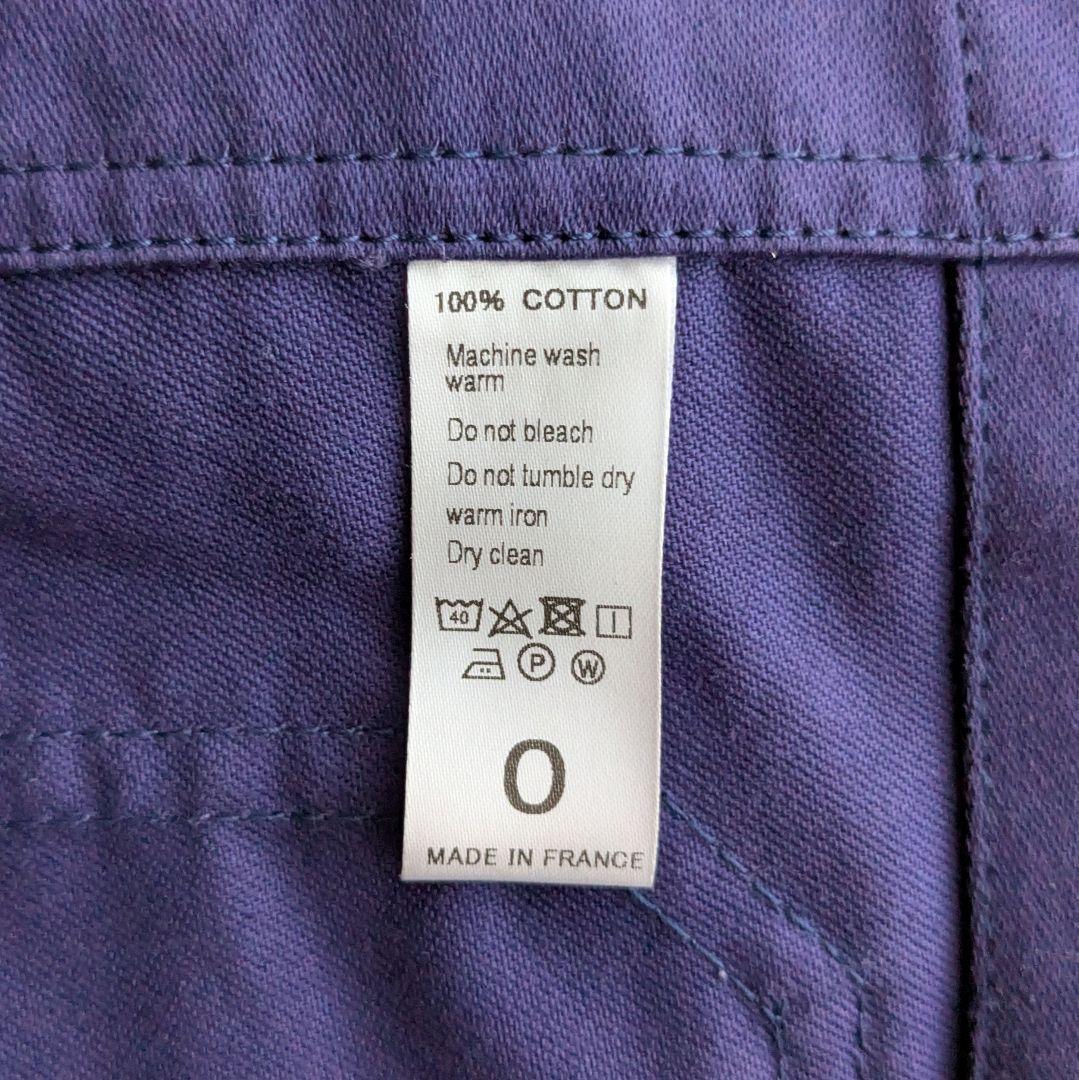 100% COTTON
Machine wash
warm
Do not bleach
Do not tumble dry
warm iron
Dry clean
40
P W
O
MADE IN FRANCE